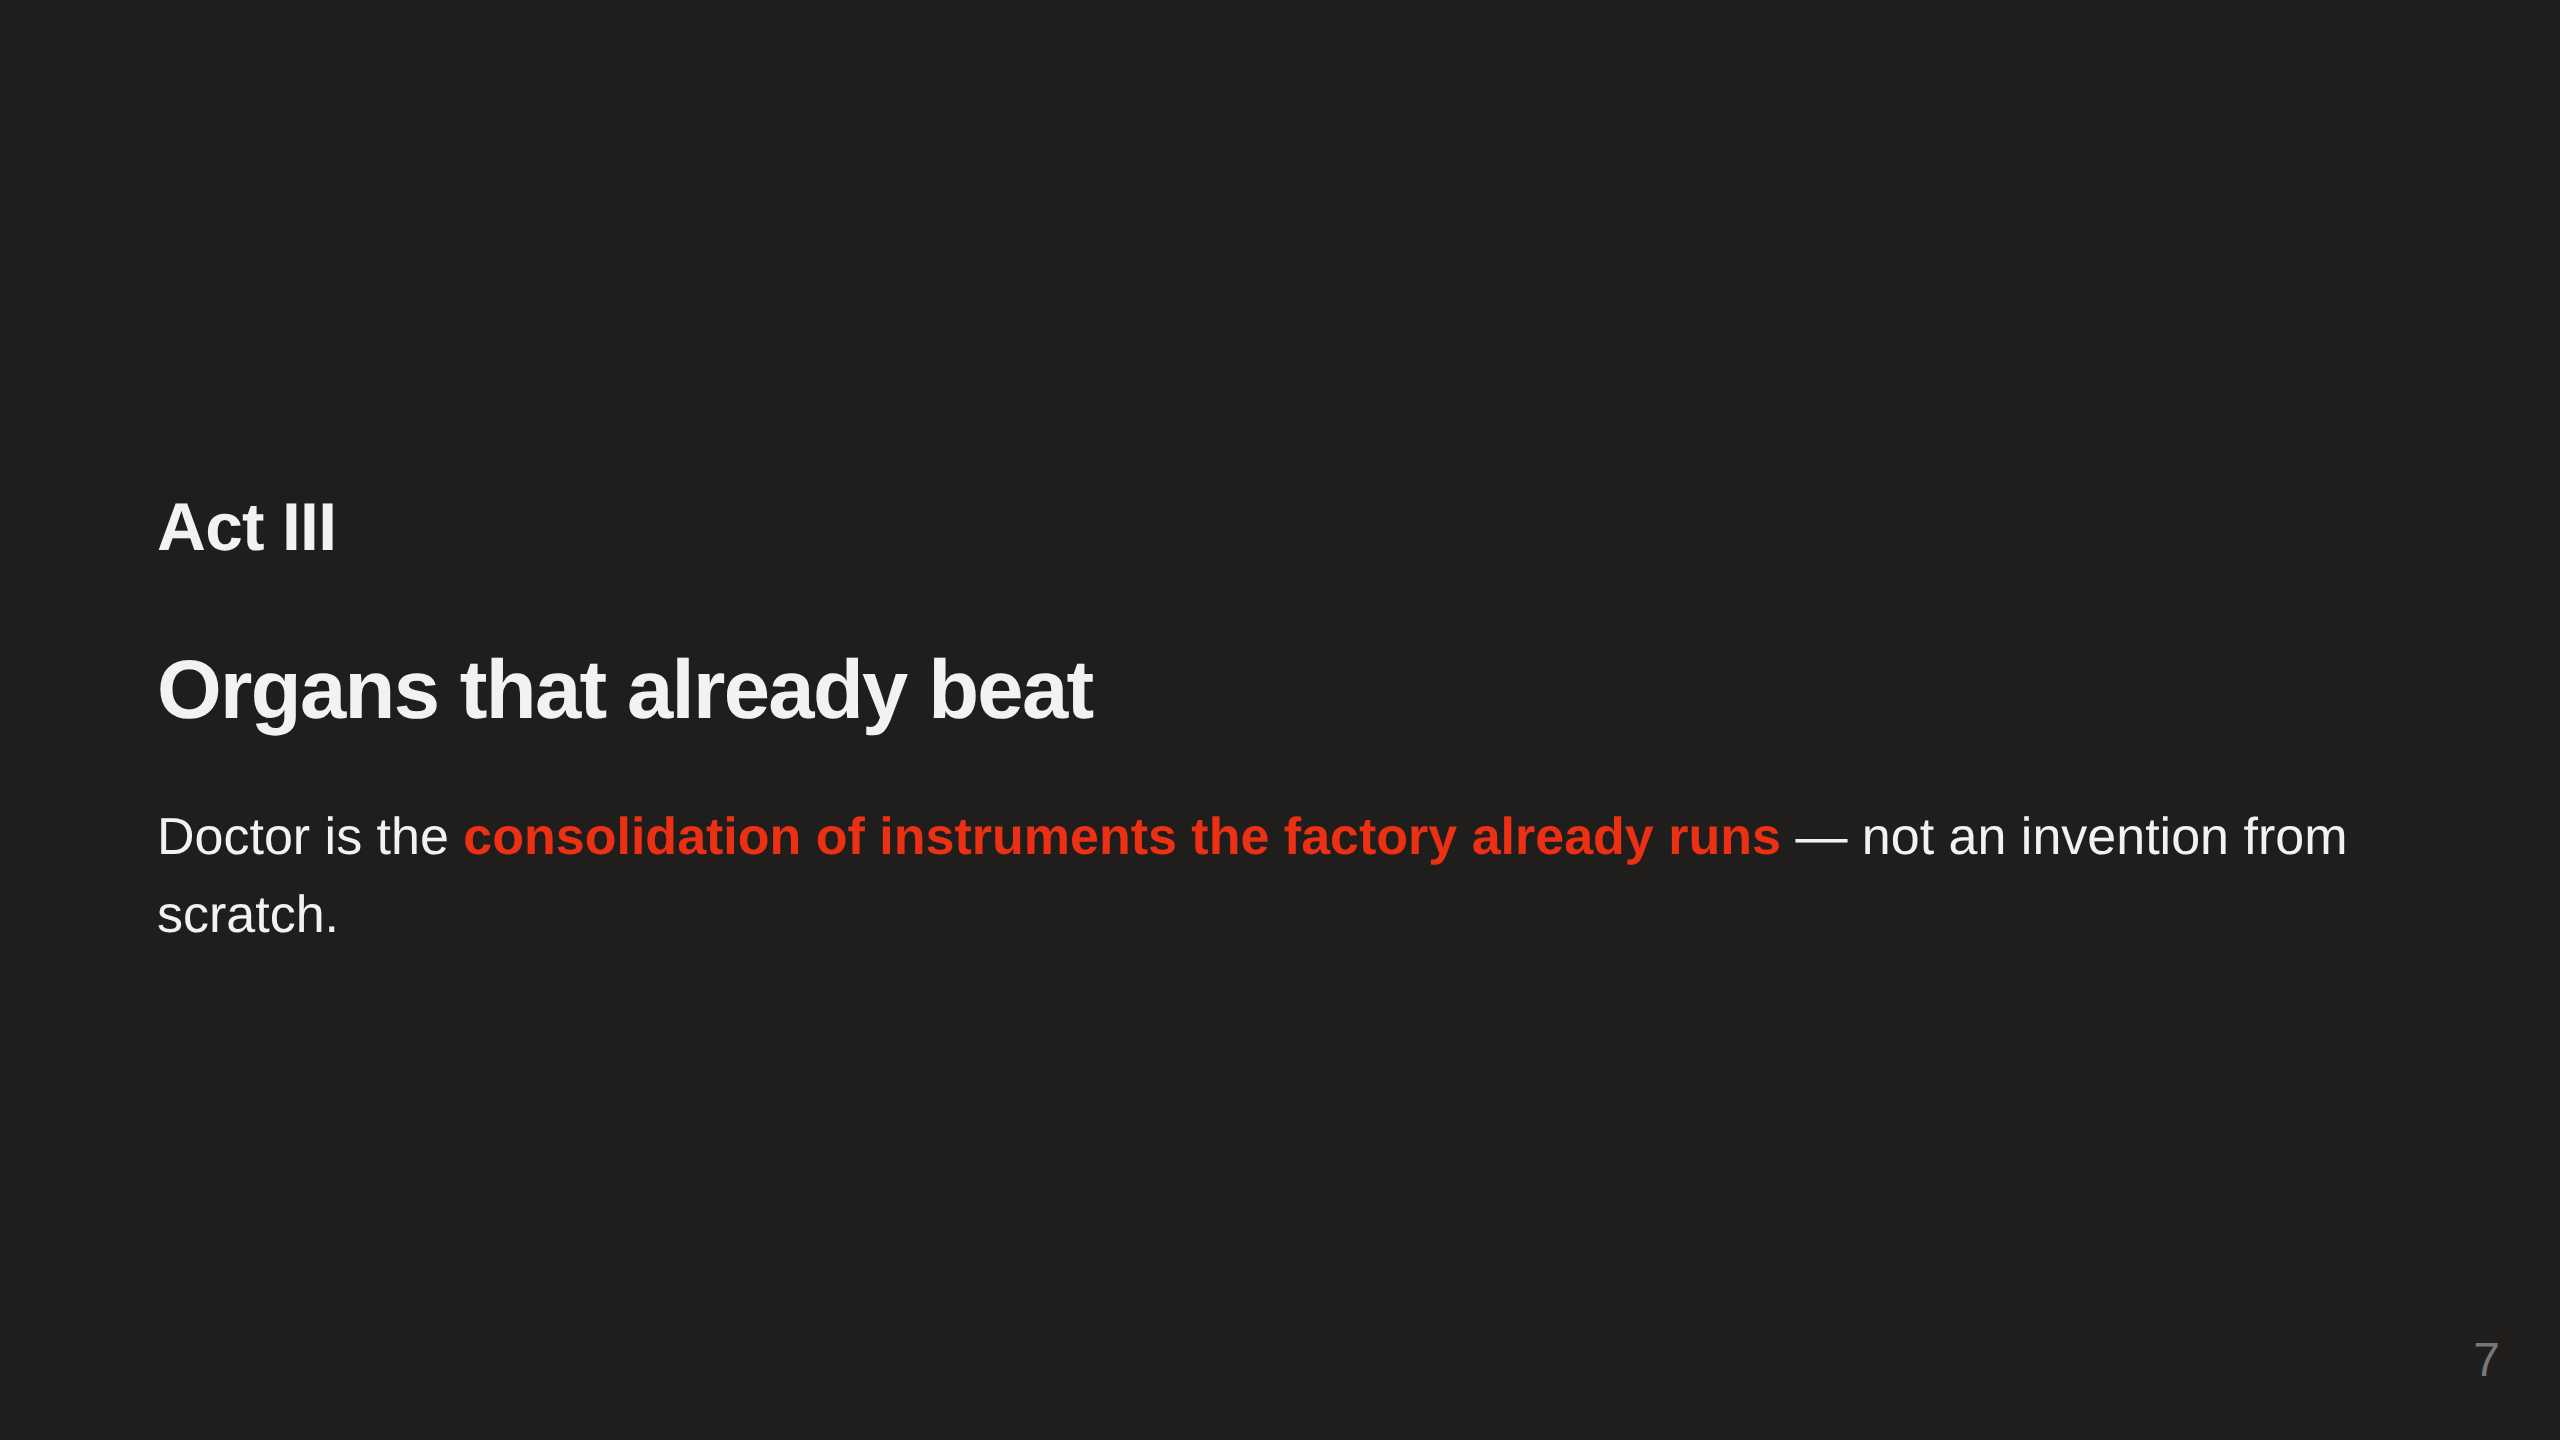 Act III
Organs that already beat
Doctor is the consolidation of instruments the factory already runs — not an invention from
scratch.
7